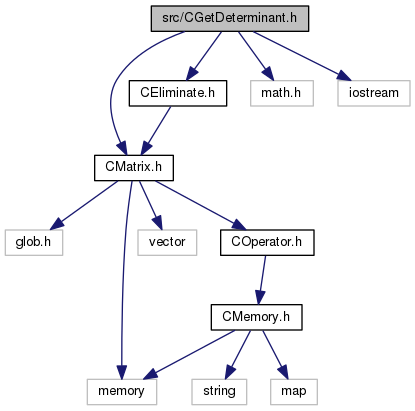 src/CGetDeterminant.h
CEliminate.h
math.h
iostream
CMatrix.h
glob.h
vector
COperator.h
CMemory.h
memory
string
map